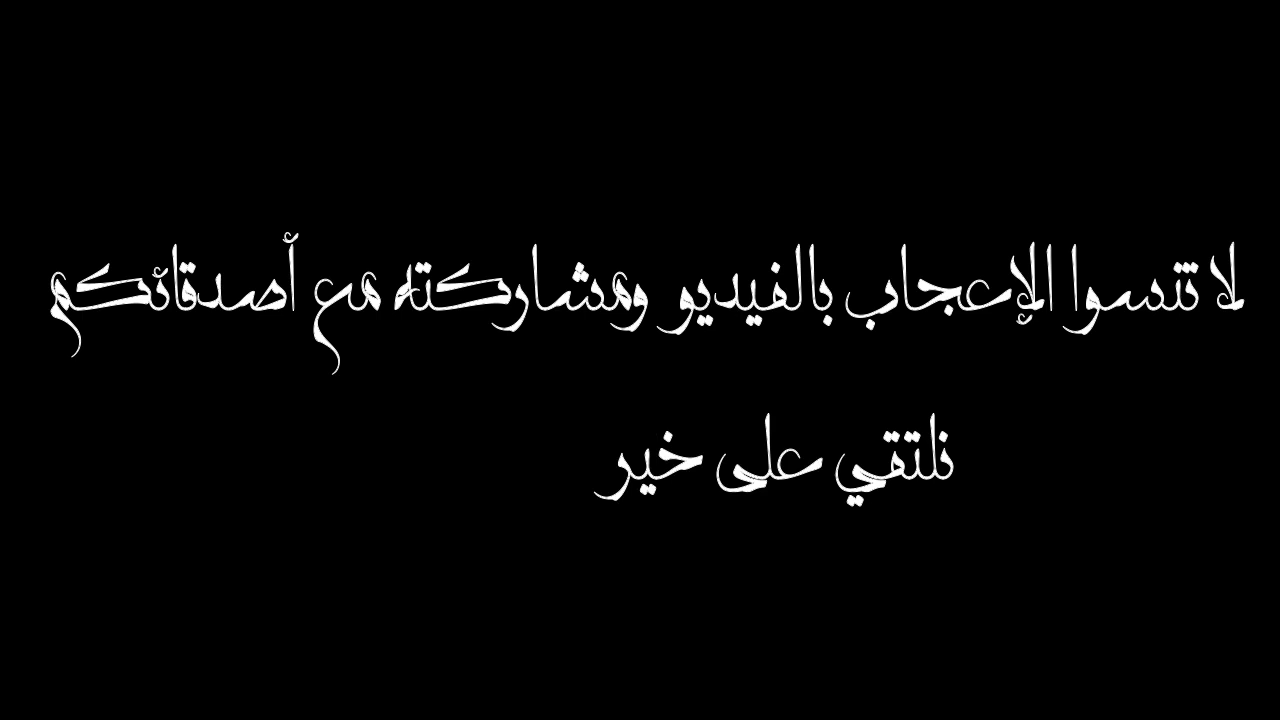 لا تنسوا الإعجاب بالفيديو ومشاركته مع أصدقائكم
نلتقي على خير